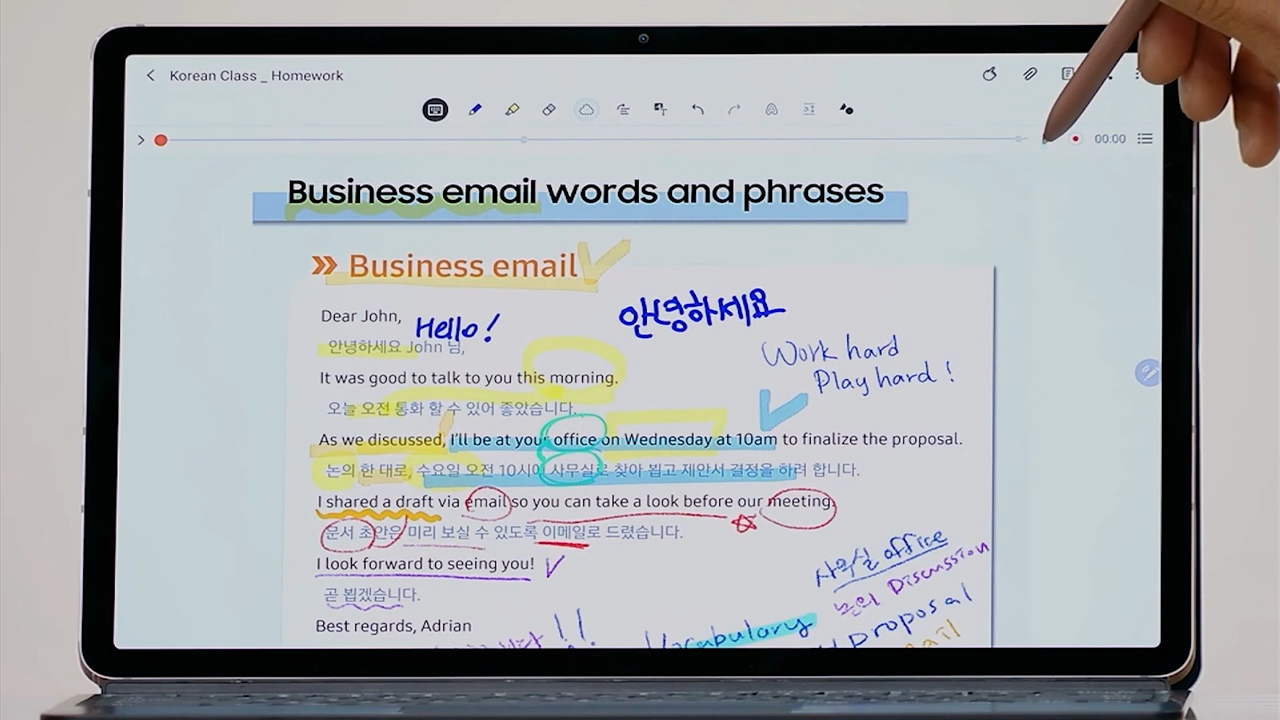 Korean Class _ Homework
00:00
Business email words and phrases
Business email
Dear John,
Hello!
안녕하세요
안녕하세요 John 님,
Work hard
Play hard!
It was good to talk to you this morning.
오늘 오전 통화 할 수 있어 좋았습니다.
As we discussed, I'll be at your office on Wednesday at 10am to finalize the proposal.
논의 한 대로, 수요일 오전 10시에 사무실로 찾아 뵙고 제안서 결정을 하려 합니다.
I shared a draft via email so you can take a look before our meeting.
문서 초안은 미리 보실 수 있도록 이메일로 드렸습니다.
I look forward to seeing you!
곧 뵙겠습니다.
사무실 office
논의 Discussion
Best regards, Adrian
!!
Vocabulary
proposal